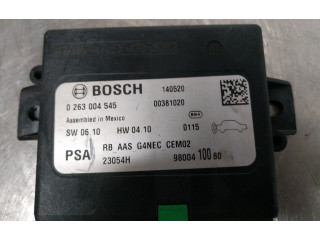 BOSCH 140520
0 263 004 545 00381020
Assembled in Mexico
SW 06.10 HW 04.10 0115
PSA RB AAS G4NEC CEM02
23054H 98004 100 80